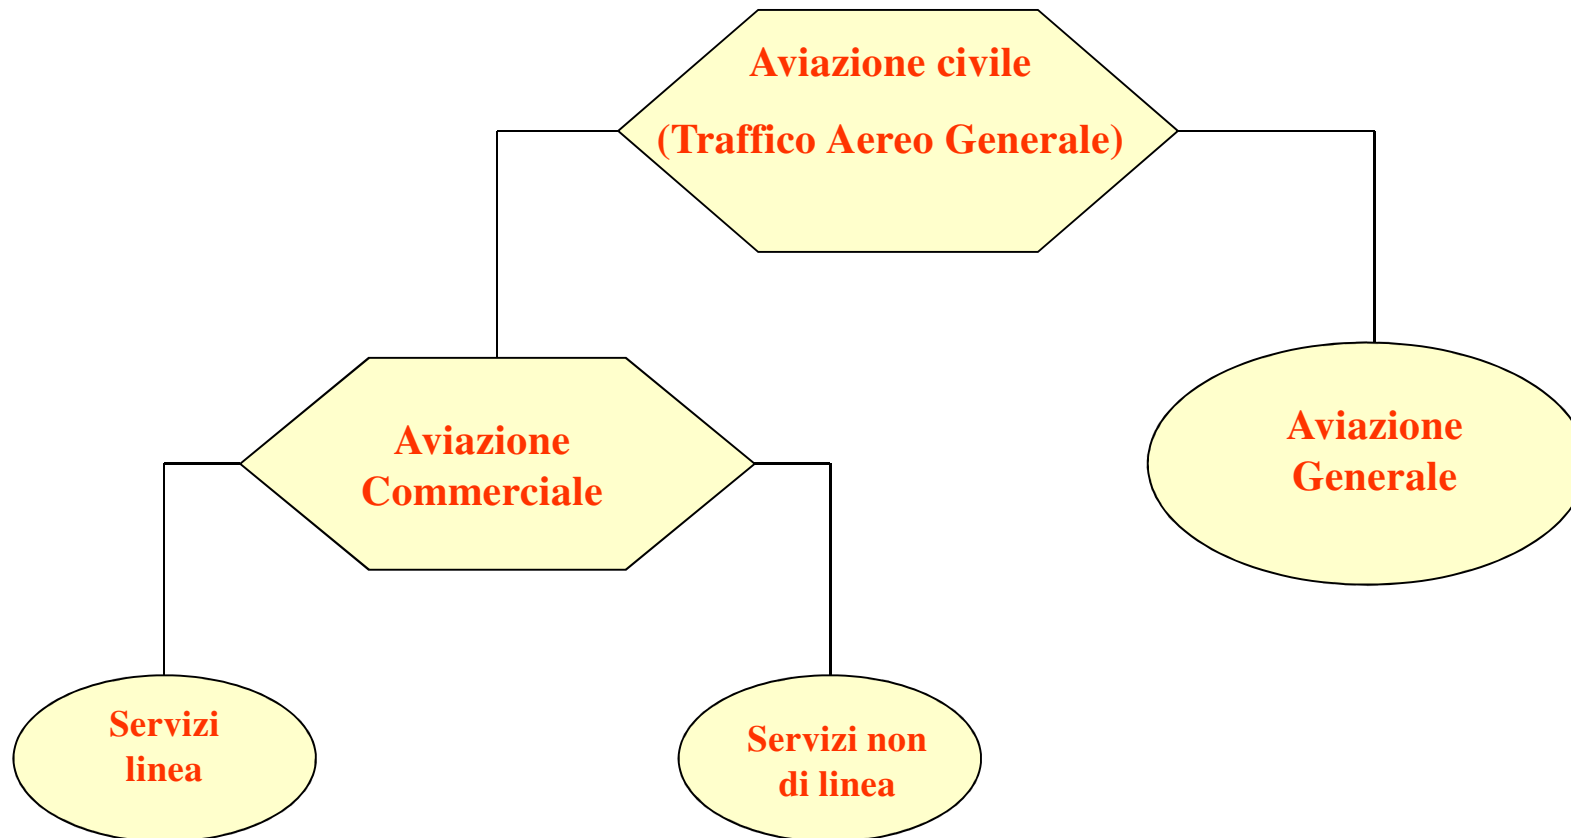 Aviazione civile
(Traffico Aereo Generale)
Aviazione
Commerciale
Aviazione
Generale
Servizi
linea
Servizi non
di linea